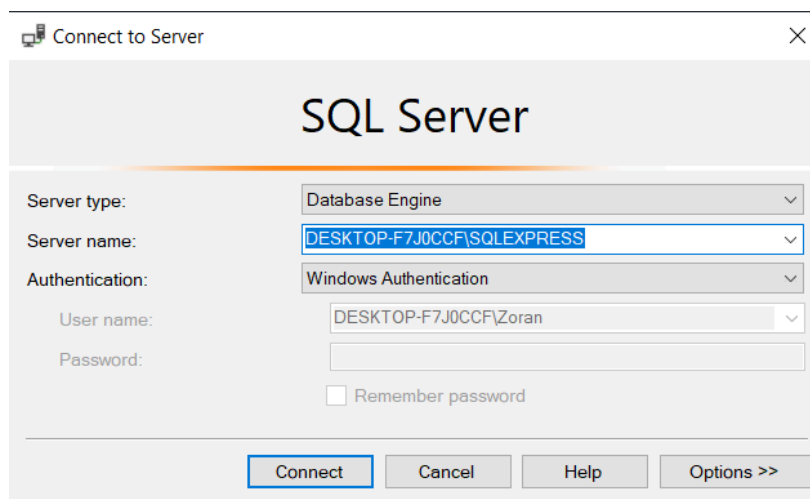 Connect to Server
SQL Server
Server type: Database Engine
Server name: DESKTOP-F7J0CCF\SQLEXPRESS
Authentication: Windows Authentication
User name: DESKTOP-F7J0CCF\Zoran
Password:
Remember password
Connect Cancel Help Options >>